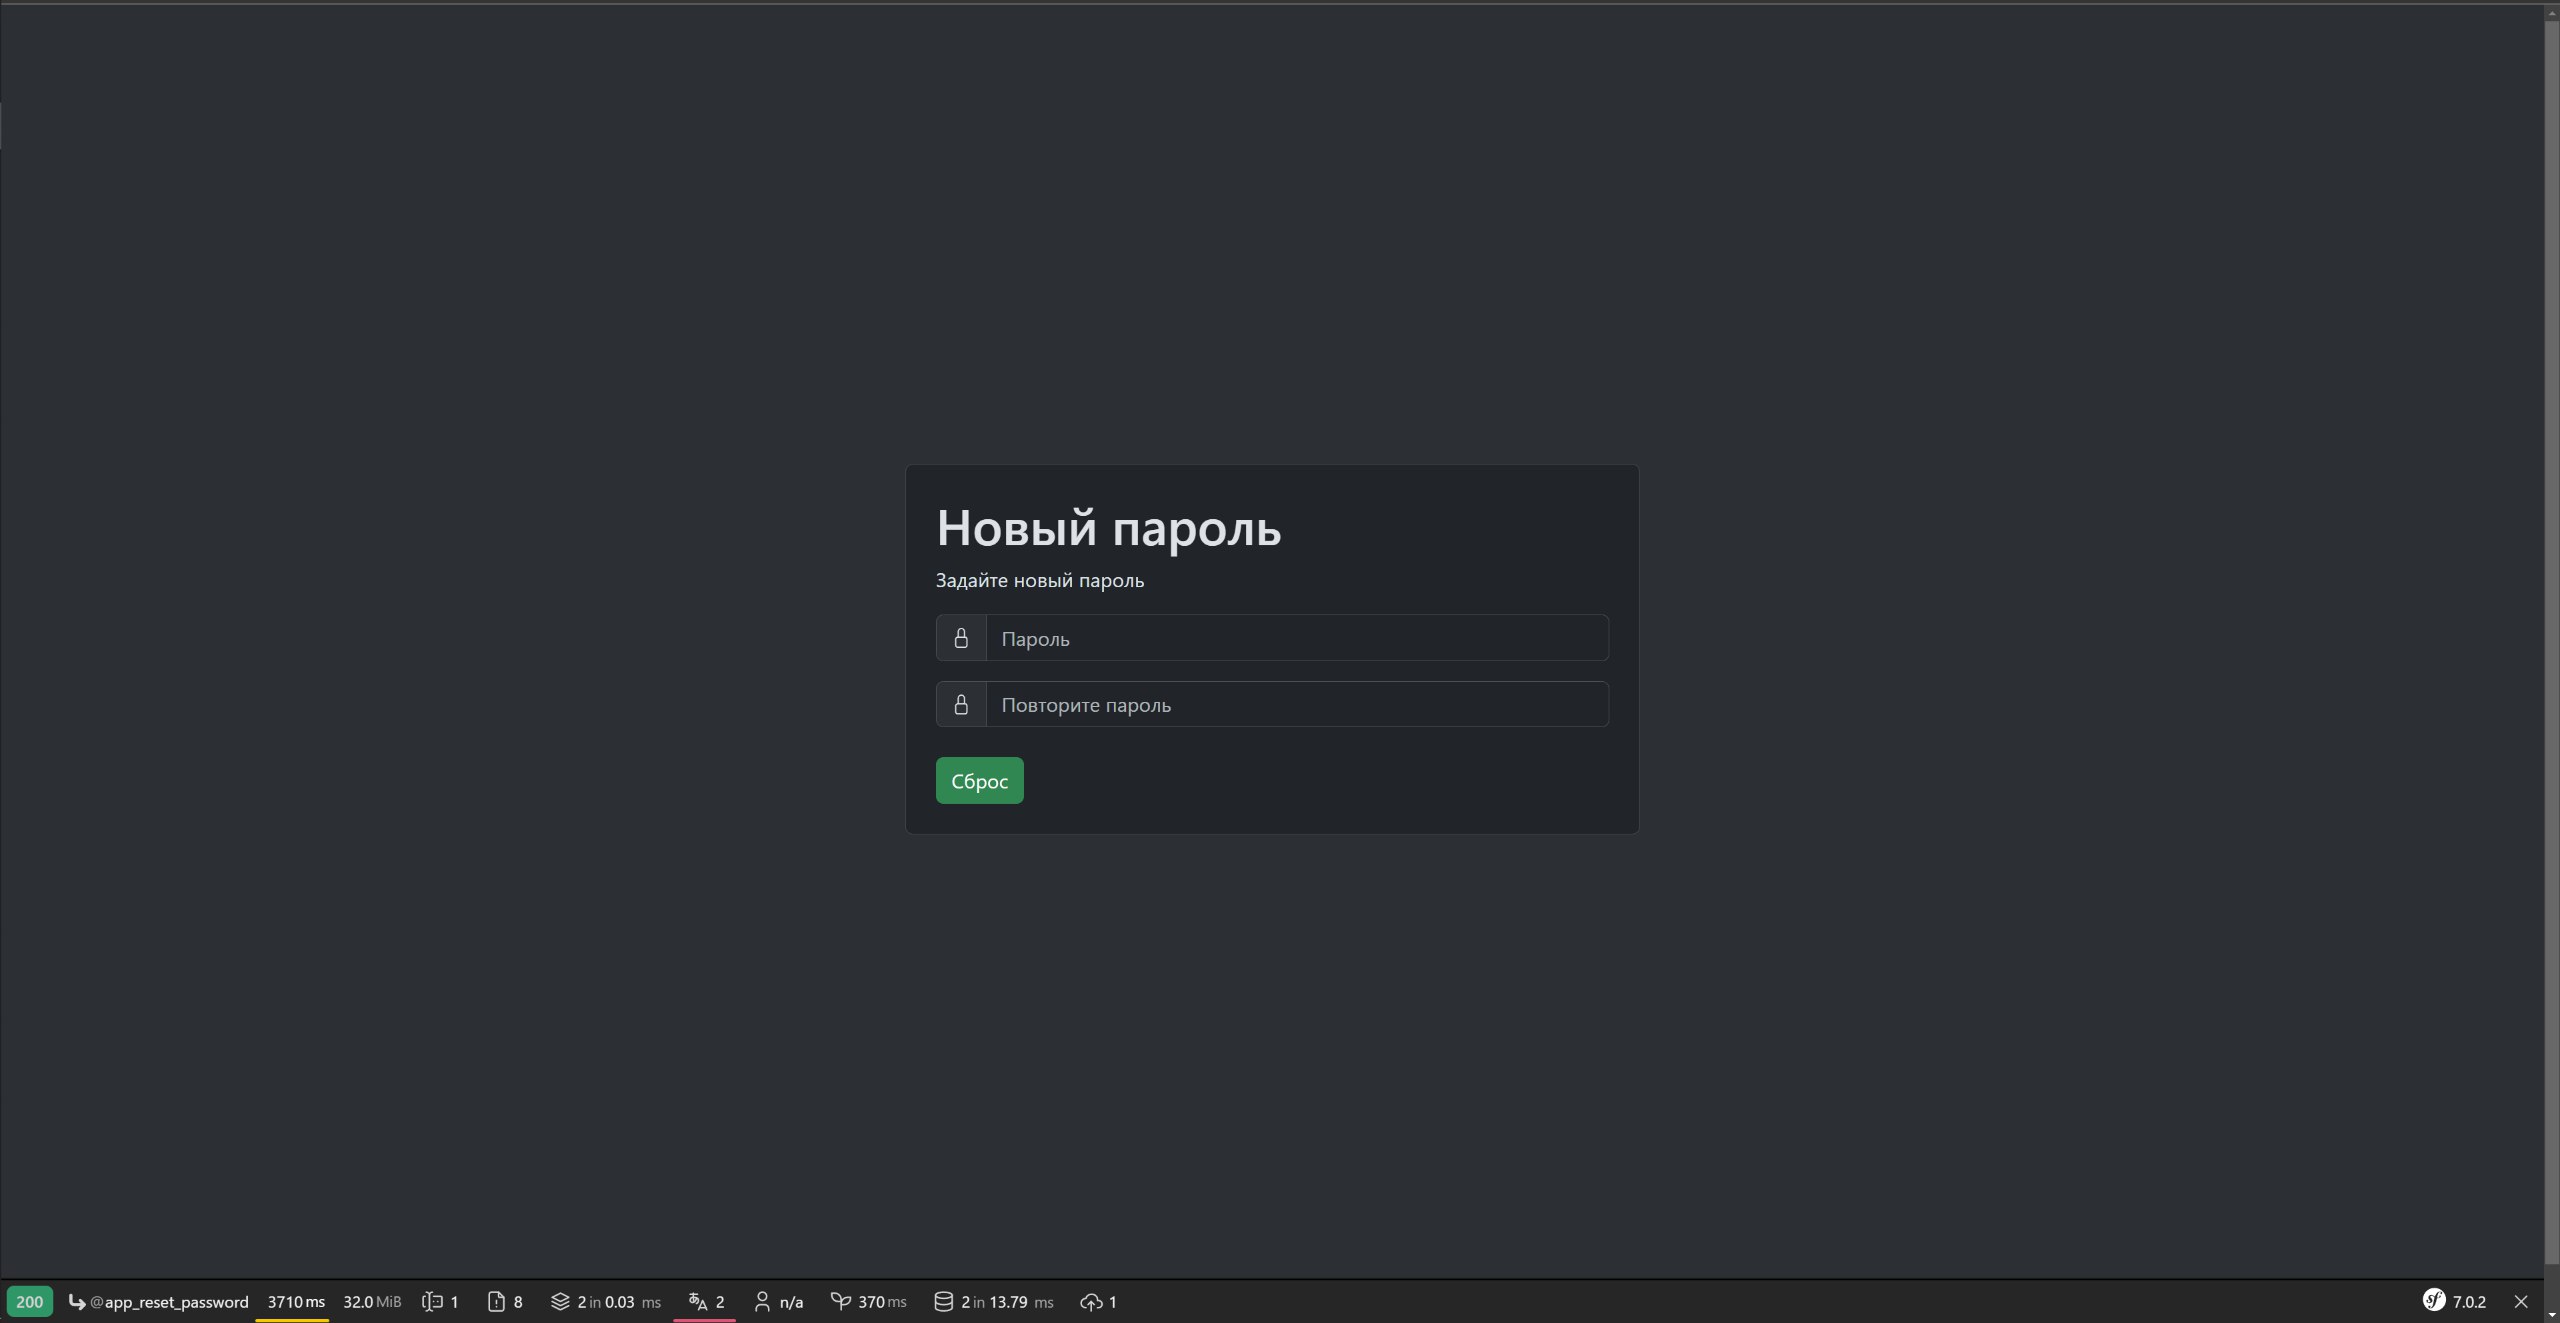 Новый пароль
Задайте новый пароль
Пароль
Повторите пароль
Сброс
200 @app_reset_password 3710 ms 32.0 MiB 1 8 2 in 0.03 ms 2 n/a 370 ms 2 in 13.79 ms 1 sf 7.0.2